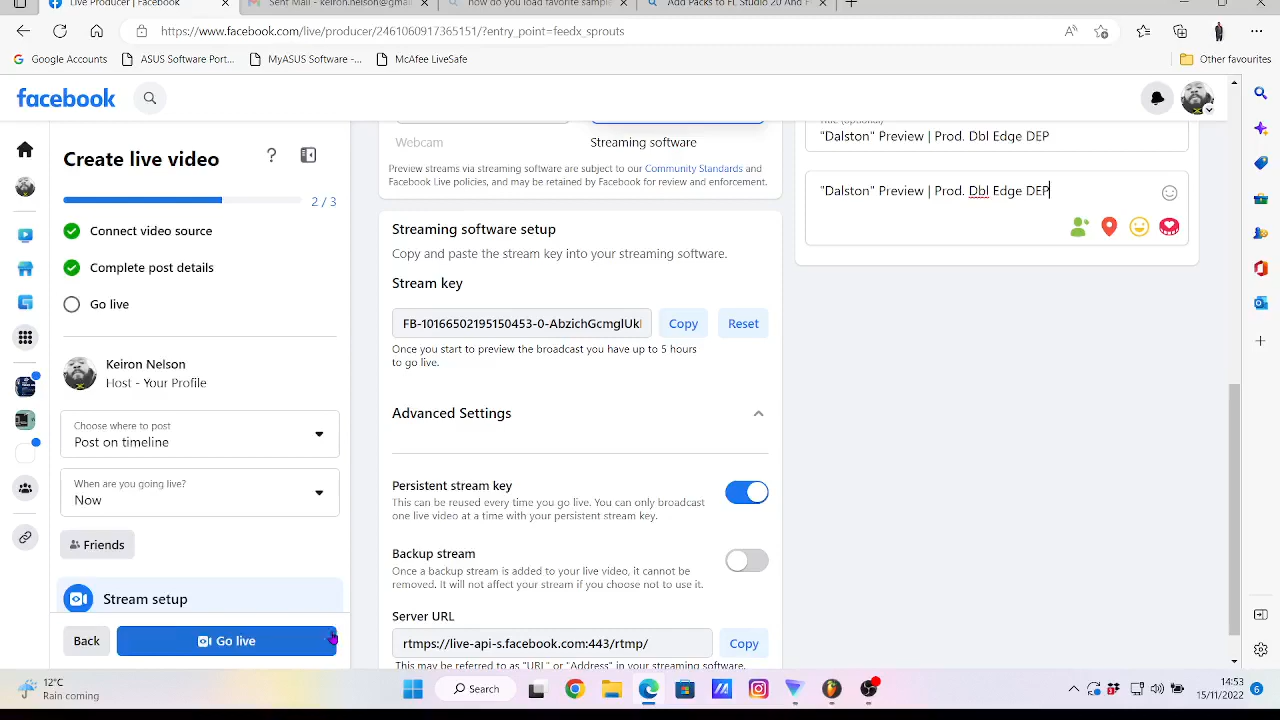 Live Producer | Facebook
Sent Mail - keiron.nelson@gmail
how do you load favorite sample
Add Packs to FL Studio 20 And F
https://www.facebook.com/live/producer/2461060917365151/?entry_point=feedx_sprouts
Google Accounts
ASUS Software Port...
MyASUS Software -...
McAfee LiveSafe
Other favourites
facebook
Create live video
2 / 3
Connect video source
Complete post details
Go live
Keiron Nelson
Host - Your Profile
Choose where to post
Post on timeline
When are you going live?
Now
Friends
Stream setup
Back
Go live
Webcam
Streaming software
Preview streams via streaming software are subject to our Community Standards and
Facebook Live policies, and may be retained by Facebook for review and enforcement.
Streaming software setup
Copy and paste the stream key into your streaming software.
Stream key
FB-10166502195150453-0-AbzichGcmglUkl
Copy
Reset
Once you start to preview the broadcast you have up to 5 hours
to go live.
Advanced Settings
Persistent stream key
This can be reused every time you go live. You can only broadcast
one live video at a time with your persistent stream key.
Backup stream
Once a backup stream is added to your live video, it cannot be
removed. It will not affect your stream if you choose not to use it.
Server URL
rtmps://live-api-s.facebook.com:443/rtmp/
Copy
This may be referred to as "URL" or "Address" in your streaming software.
Title (optional)
"Dalston" Preview | Prod. Dbl Edge DEP
"Dalston" Preview | Prod. Dbl Edge DEP
12°C
Rain coming
Search
14:53
15/11/2022
6